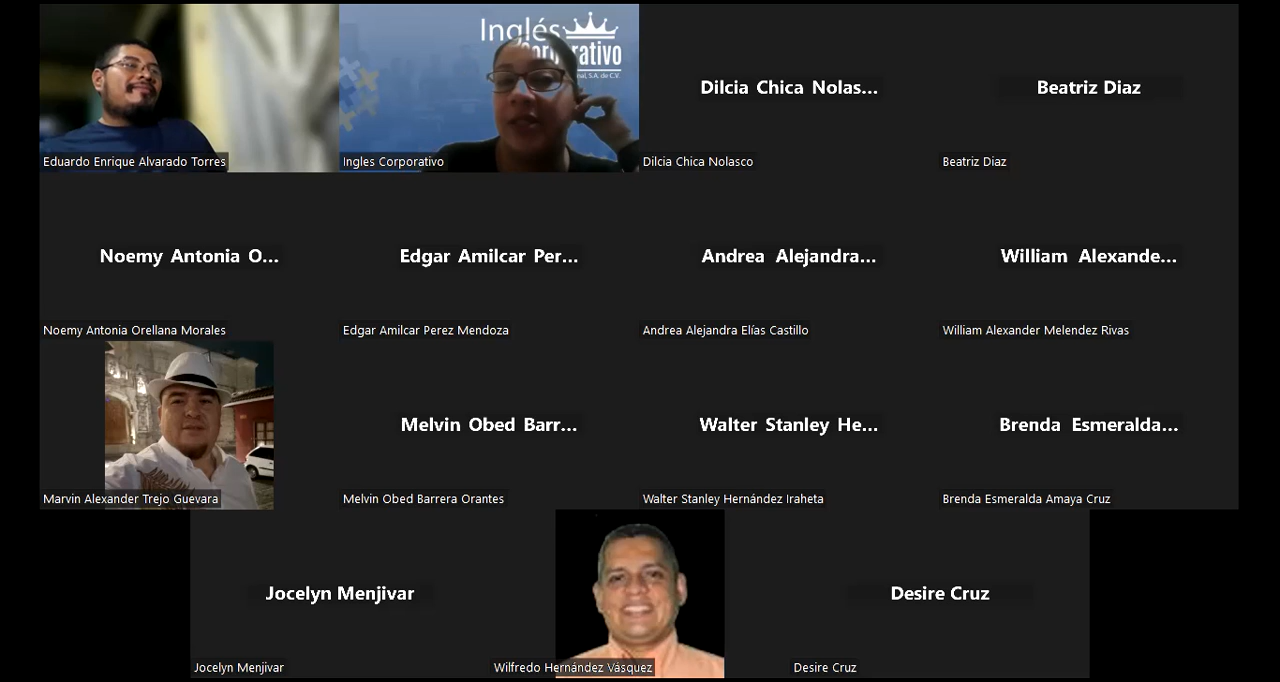 Inglés
Corporativo
nal, S.A. de C.V.
Dilcia Chica Nolas...
Beatriz Diaz
Eduardo Enrique Alvarado Torres
Ingles Corporativo
Dilcia Chica Nolasco
Beatriz Diaz
Noemy Antonia O...
Edgar Amilcar Per...
Andrea Alejandra...
William Alexande...
Noemy Antonia Orellana Morales
Edgar Amilcar Perez Mendoza
Andrea Alejandra Elías Castillo
William Alexander Melendez Rivas
Melvin Obed Barr...
Walter Stanley He...
Brenda Esmeralda...
Marvin Alexander Trejo Guevara
Melvin Obed Barrera Orantes
Walter Stanley Hernández Iraheta
Brenda Esmeralda Amaya Cruz
Jocelyn Menjivar
Desire Cruz
Jocelyn Menjivar
Wilfredo Hernández Vásquez
Desire Cruz